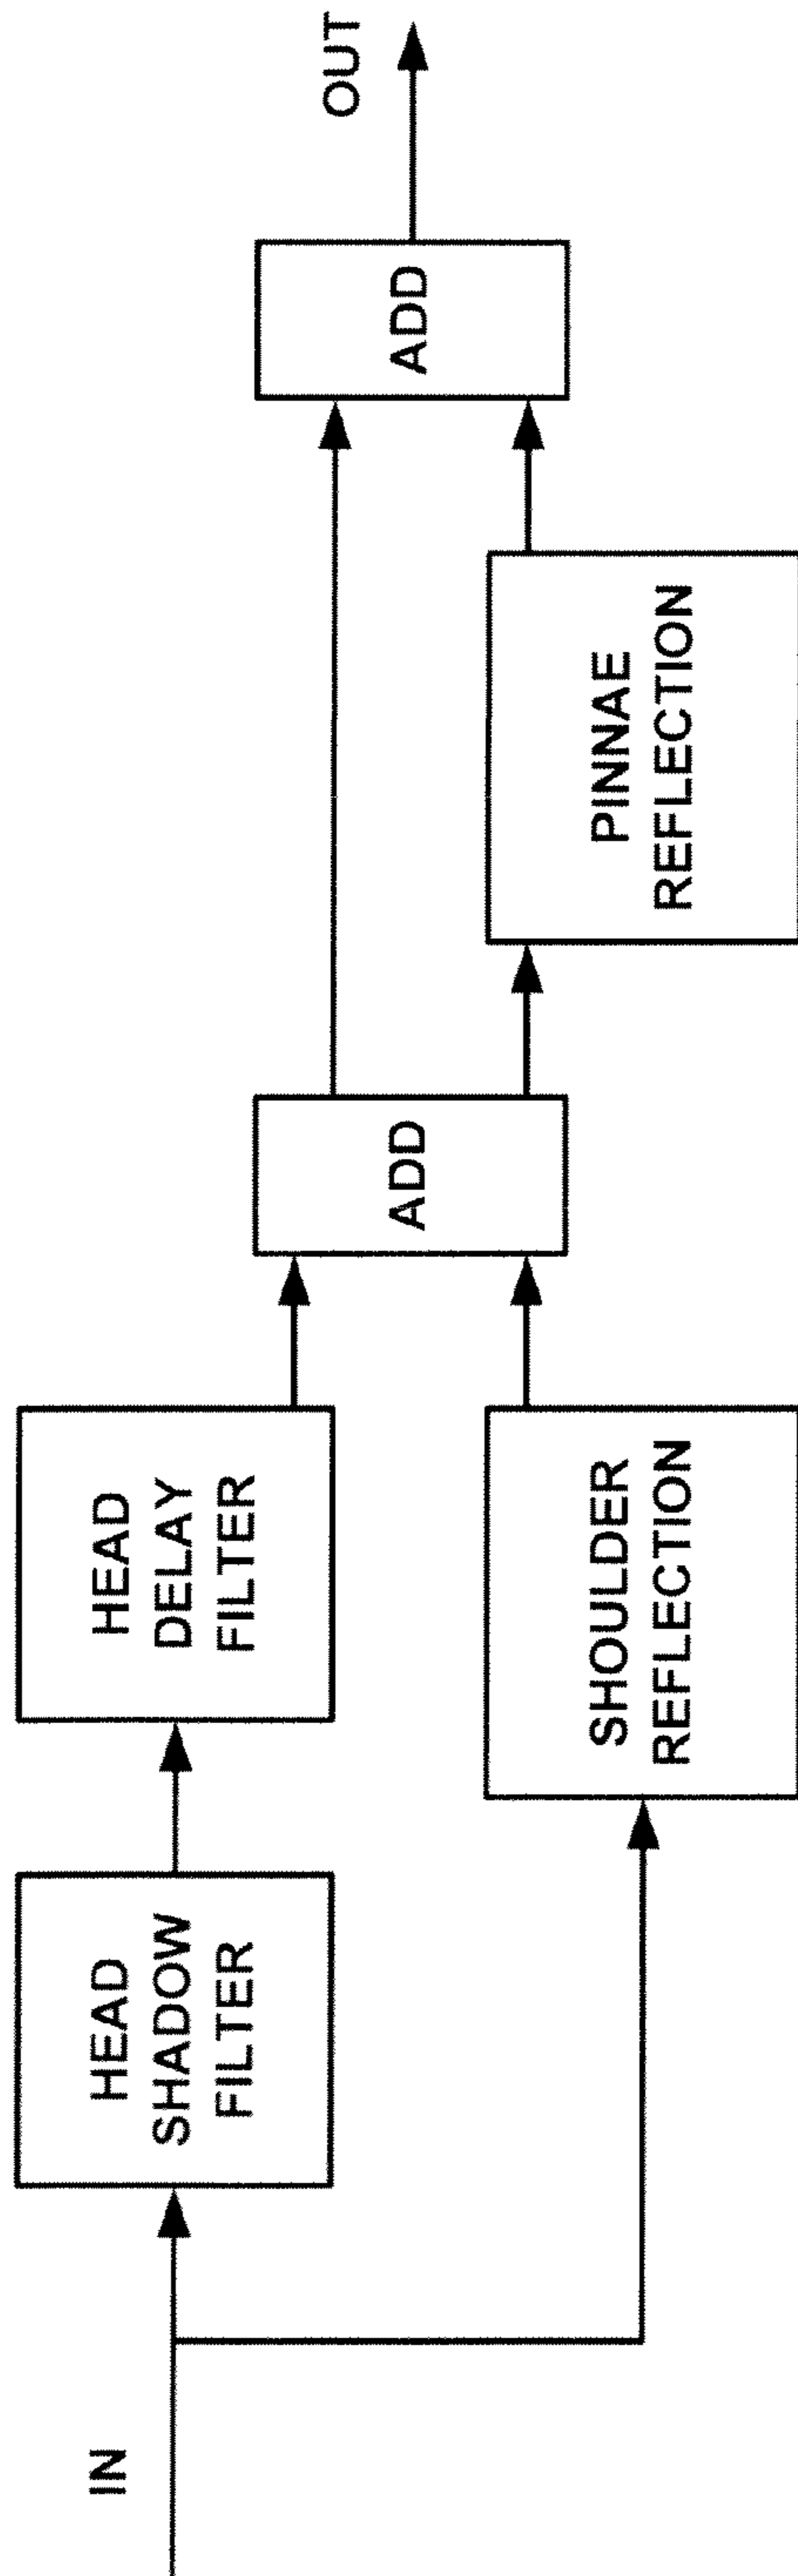 IN
HEAD
SHADOW
FILTER
HEAD
DELAY
FILTER
SHOULDER
REFLECTION
ADD
PINNAE
REFLECTION
ADD
OUT